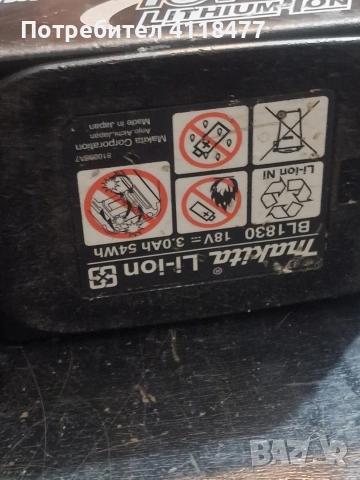 Потребител 4118477
LITHIUM-ION
makita® Li-ion
BL1830 18V 3.0Ah 54Wh
Li-ion Ni
Makita Corporation
Anjo, Aichi, Japan
Made in Japan
BAZAR